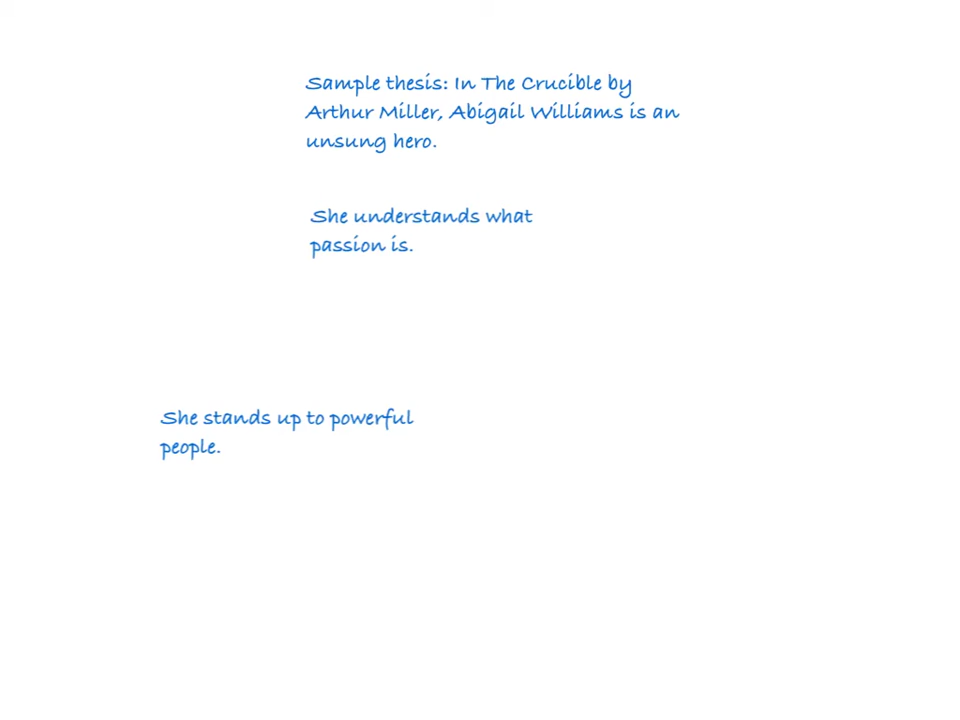 Sample thesis: In The Crucible by
Arthur Miller, Abigail Williams is an
unsung hero.
She understands what
passion is.
She stands up to powerful
people.